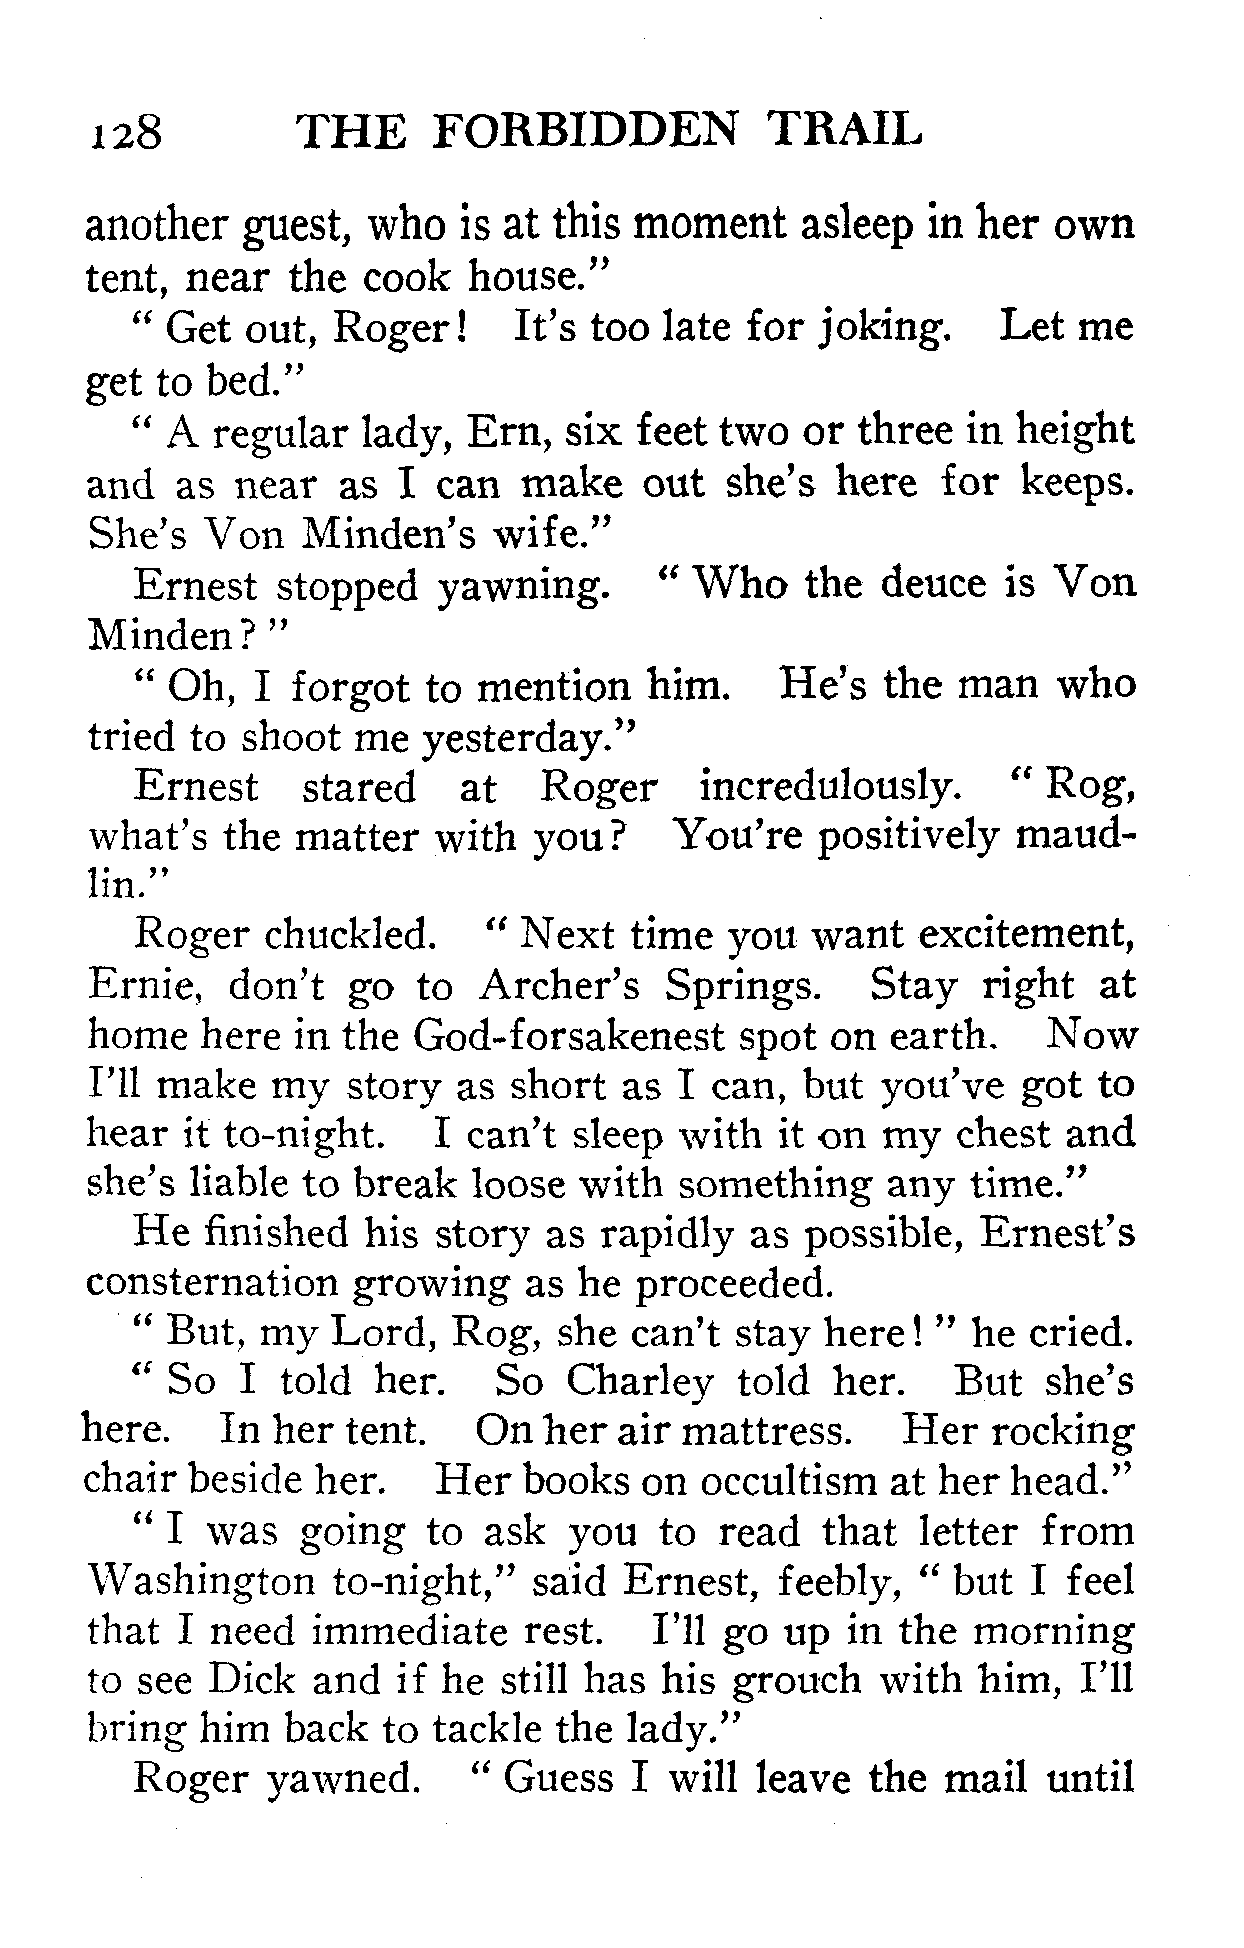 128 THE FORBIDDEN TRAIL
another guest, who is at this moment asleep in her own
tent, near the cook house."
" Get out, Roger! It's too late for joking. Let me
get to bed."
" A regular lady, Ern, six feet two or three in height
and as near as I can make out she's here for keeps.
She's Von Minden's wife."
Ernest stopped yawning. " Who the deuce is Von
Minden? "
" Oh, I forgot to mention him. He's the man who
tried to shoot me yesterday."
Ernest stared at Roger incredulously. " Rog,
what's the matter with you? You're positively maud-
lin."
Roger chuckled. " Next time you want excitement,
Ernie, don't go to Archer's Springs. Stay right at
home here in the God-forsakenest spot on earth. Now
I'll make my story as short as I can, but you've got to
hear it to-night. I can't sleep with it on my chest and
she's liable to break loose with something any time."
He finished his story as rapidly as possible, Ernest's
consternation growing as he proceeded.
" But, my Lord, Rog, she can't stay here! " he cried.
" So I told her. So Charley told her. But she's
here. In her tent. On her air mattress. Her rocking
chair beside her. Her books on occultism at her head."
" I was going to ask you to read that letter from
Washington to-night," said Ernest, feebly, " but I feel
that I need immediate rest. I'll go up in the morning
to see Dick and if he still has his grouch with him, I'll
bring him back to tackle the lady."
Roger yawned. " Guess I will leave the mail until